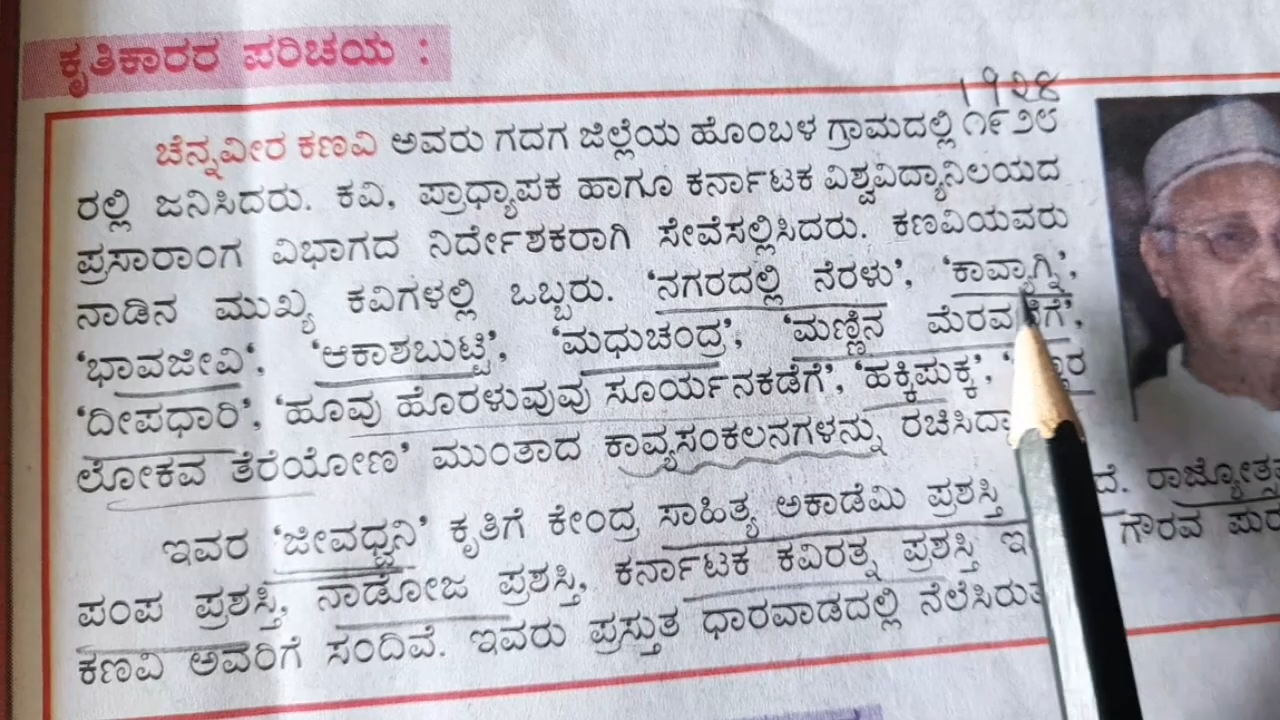 ಕೃತಿಕಾರರ ಪರಿಚಯ :
೧೯೨೮
ಚೆನ್ನವೀರ ಕಣವಿ ಅವರು ಗದಗ ಜಿಲ್ಲೆಯ ಹೊಂಬಳ ಗ್ರಾಮದಲ್ಲಿ ೧೯೨೮
ರಲ್ಲಿ ಜನಿಸಿದರು. ಕವಿ, ಪ್ರಾಧ್ಯಾಪಕ ಹಾಗೂ ಕರ್ನಾಟಕ ವಿಶ್ವವಿದ್ಯಾನಿಲಯದ
ಪ್ರಸಾರಾಂಗ ವಿಭಾಗದ ನಿರ್ದೇಶಕರಾಗಿ ಸೇವೆಸಲ್ಲಿಸಿದರು. ಕಣವಿಯವರು
ನಾಡಿನ ಮುಖ್ಯ ಕವಿಗಳಲ್ಲಿ ಒಬ್ಬರು. ‘ನಗರದಲ್ಲಿ ನೆರಳು’, ‘ಕಾವ್ಯಾಗ್ನಿ’,
‘ಭಾವಜೀವಿ‘, ‘ಆಕಾಶಬುಟ್ಟಿ’, ‘ಮಧುಚಂದ್ರ’, ‘ಮಣ್ಣಿನ
‘ದೀಪಧಾರಿ’, ‘ಹೂವು ಹೊರಳುವುವು ಸೂರ್ಯನಕಡೆಗೆ’, ‘ಹಕ್ಕಿಪುಕ್ಕ’,
ಲೋಕವ ತೆರೆಯೋಣ’ ಮುಂತಾದ ಕಾವ್ಯಸಂಕಲನಗಳನ್ನು
ಇವರ ‘ಜೀವಧ್ವನಿ’ ಕೃತಿಗೆ ಕೇಂದ್ರ ಸಾಹಿತ್ಯ ಅಕಾಡೆಮಿ ಪ್ರಶಸ್ತಿ
ಪಂಪ ಪ್ರಶಸ್ತಿ, ನಾಡೋಜ ಪ್ರಶಸ್ತಿ, ಕರ್ನಾಟಕ ಕವಿರತ್ನ ಪ್ರಶಸ್ತಿ ಗೌರವ
ಕಣವಿ ಅವರಿಗೆ ಸಂದಿವೆ. ಇವರು ಪ್ರಸ್ತುತ ಧಾರವಾಡದಲ್ಲಿ